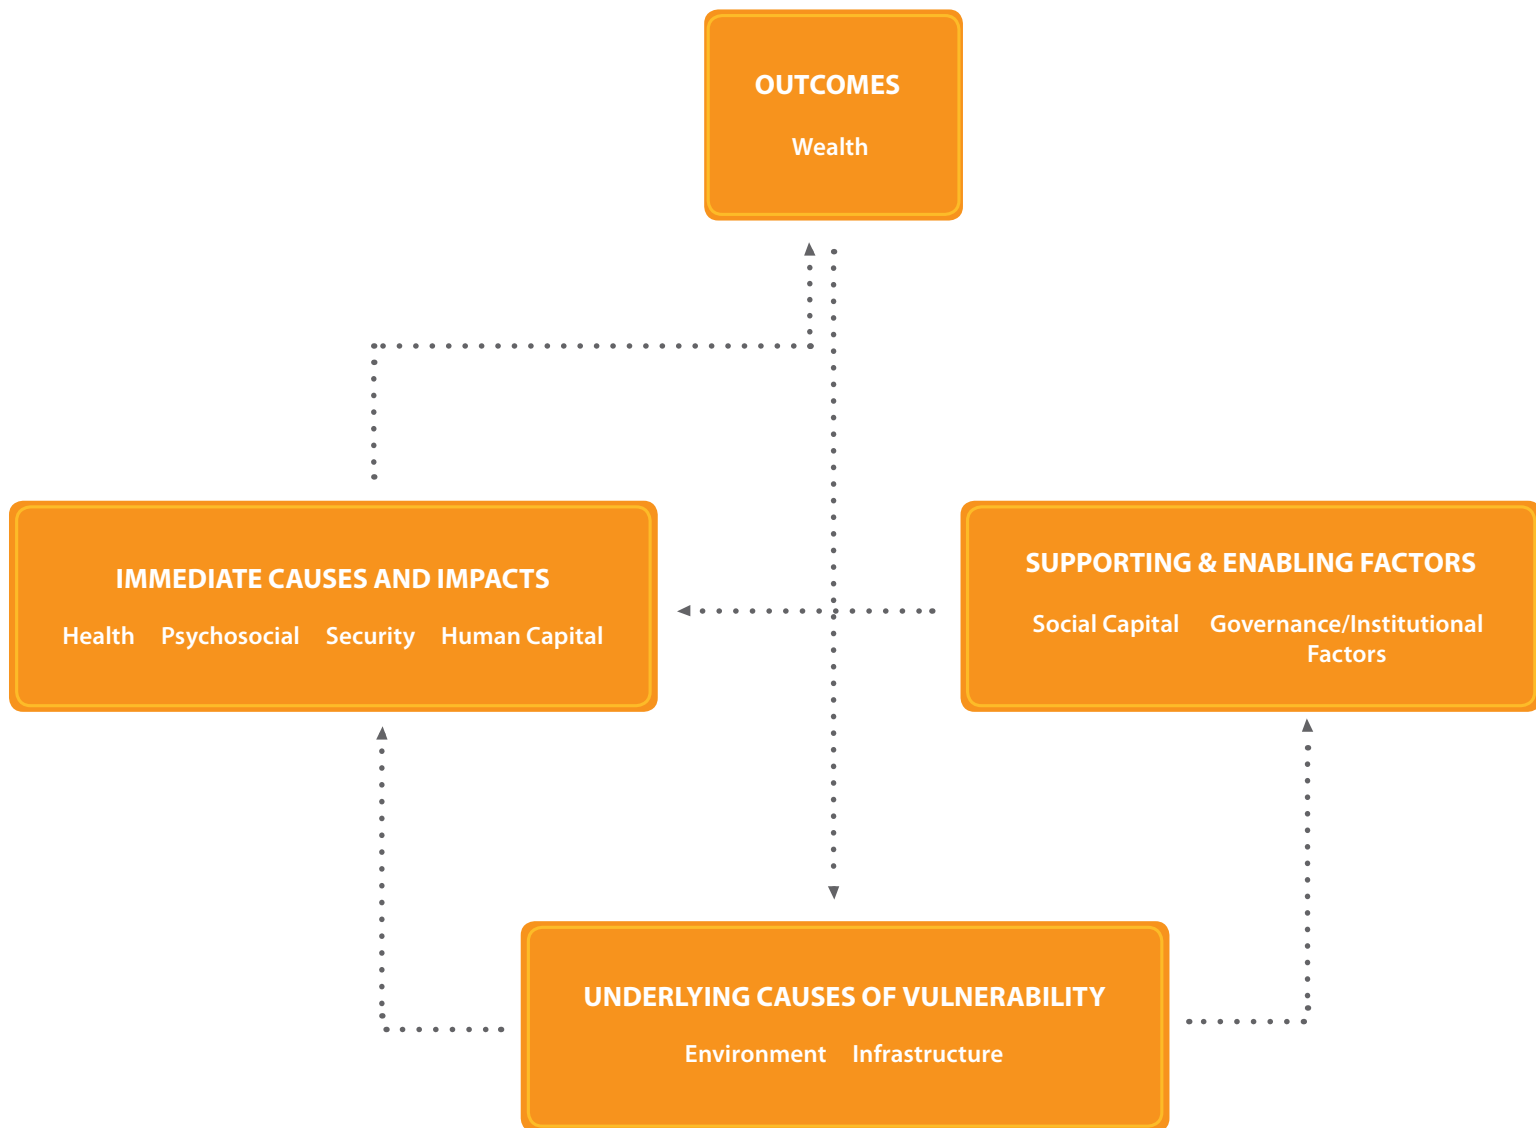 OUTCOMES
Wealth
IMMEDIATE CAUSES AND IMPACTS
Health Psychosocial Security Human Capital
SUPPORTING & ENABLING FACTORS
Social Capital Governance/Institutional
Factors
UNDERLYING CAUSES OF VULNERABILITY
Environment Infrastructure